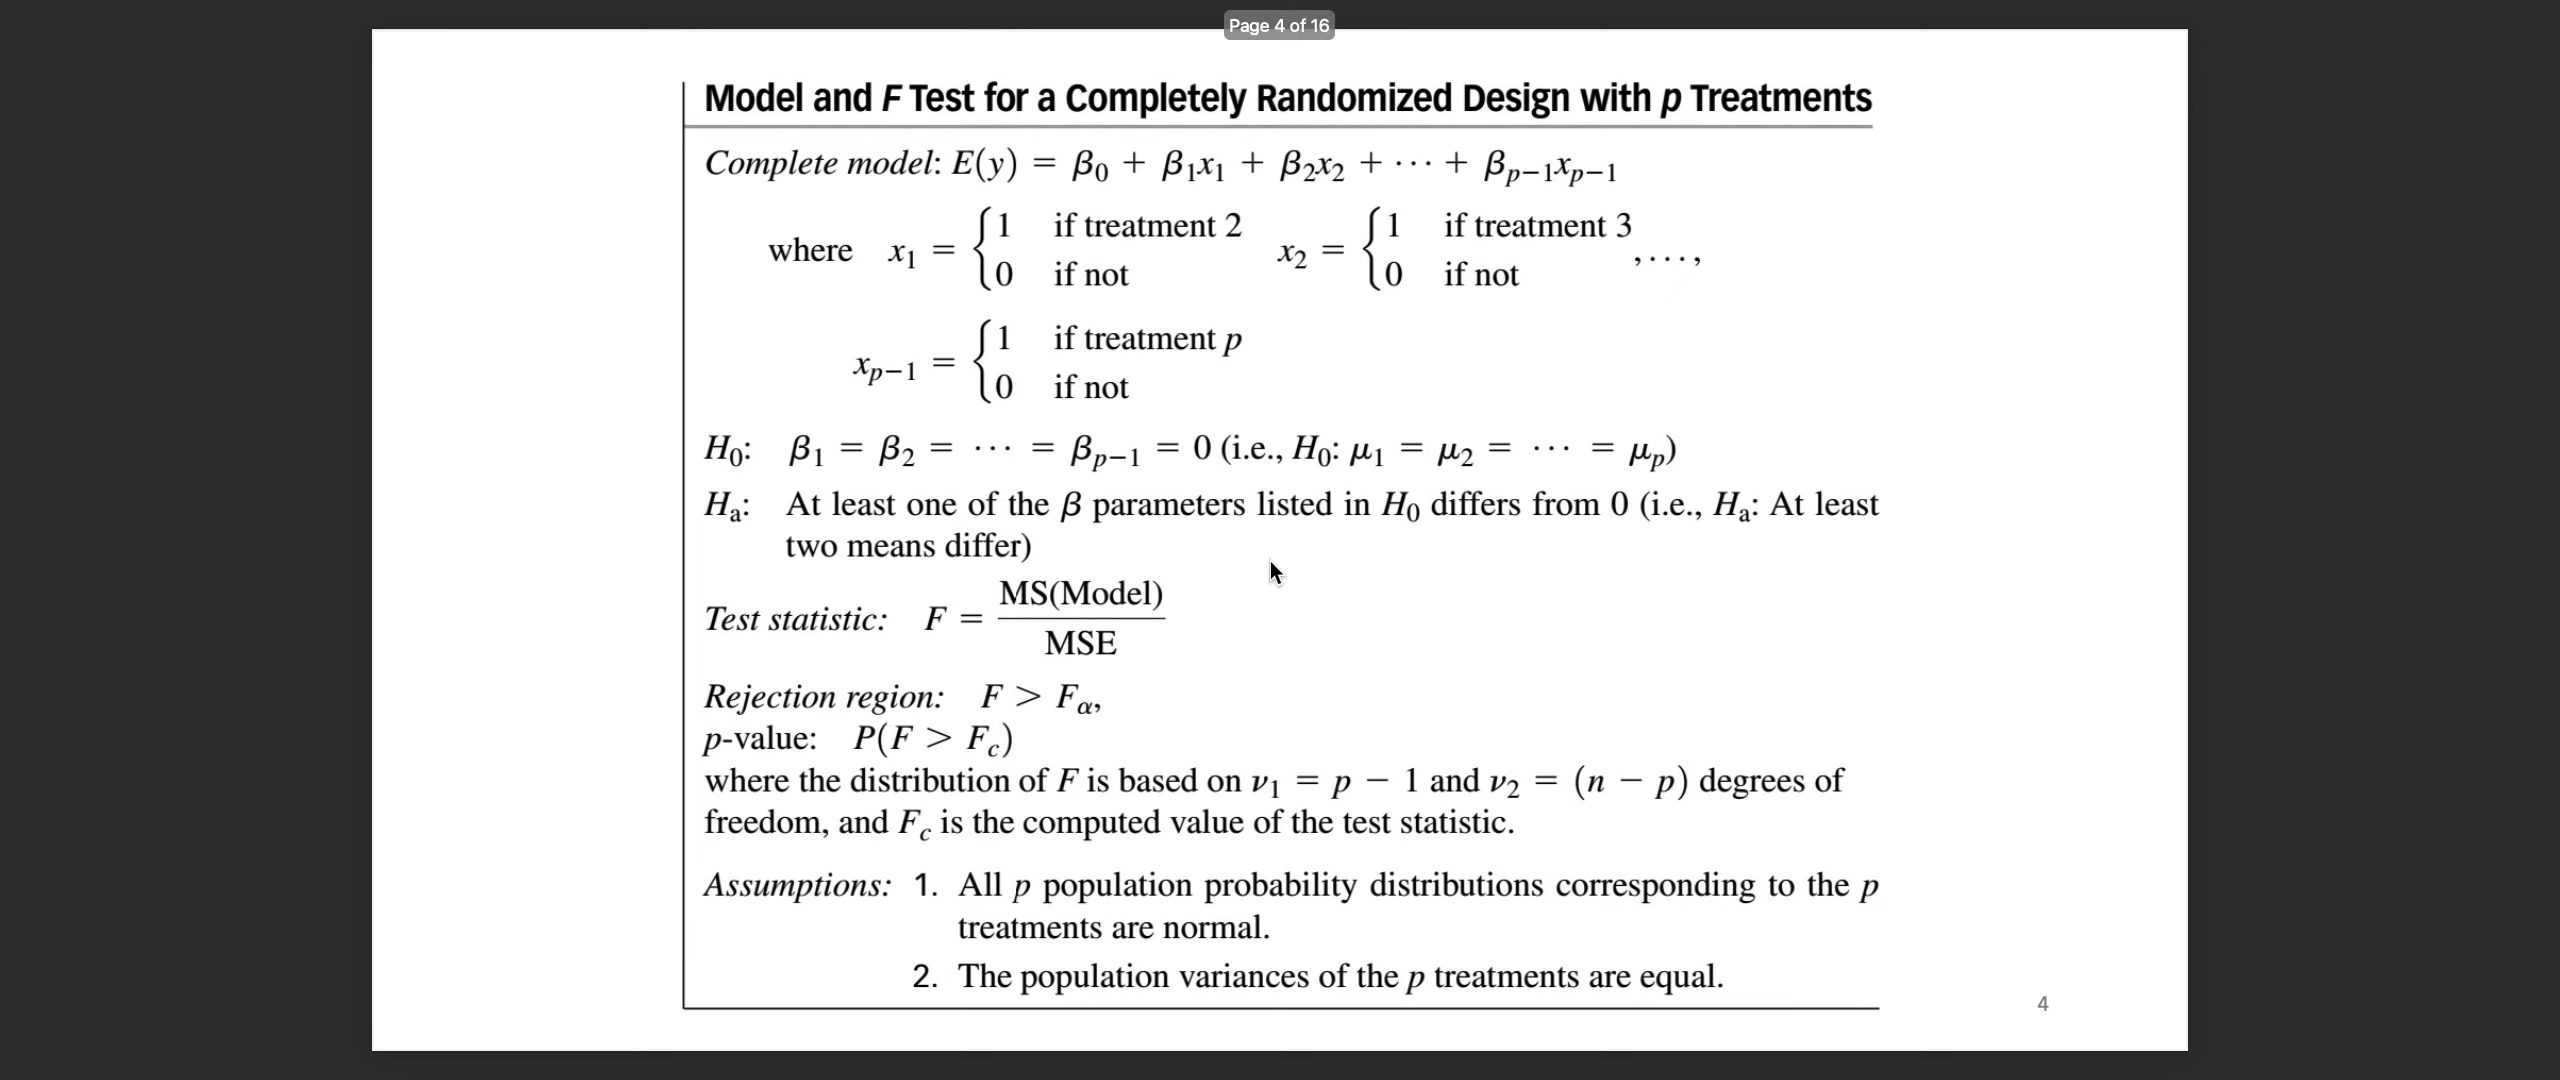 Page 4 of 16
Model and F Test for a Completely Randomized Design with p Treatments
Complete model: E(y) = β₀ + β₁x₁ + β₂x₂ + ··· + βₚ₋₁xₚ₋₁
where x₁ = {1 if treatment 2 x₂ = {1 if treatment 3
0 if not 0 if not , . . . ,
xₚ₋₁ = {1 if treatment p
0 if not
H₀: β₁ = β₂ = ··· = βₚ₋₁ = 0 (i.e., H₀: μ₁ = μ₂ = ··· = μₚ)
Hₐ: At least one of the β parameters listed in H₀ differs from 0 (i.e., Hₐ: At least
two means differ)
Test statistic: F = MS(Model)
MSE
Rejection region: F > F_α,
p-value: P(F > F_c)
where the distribution of F is based on ν₁ = p − 1 and ν₂ = (n − p) degrees of
freedom, and F_c is the computed value of the test statistic.
Assumptions: 1. All p population probability distributions corresponding to the p
treatments are normal.
2. The population variances of the p treatments are equal.
4